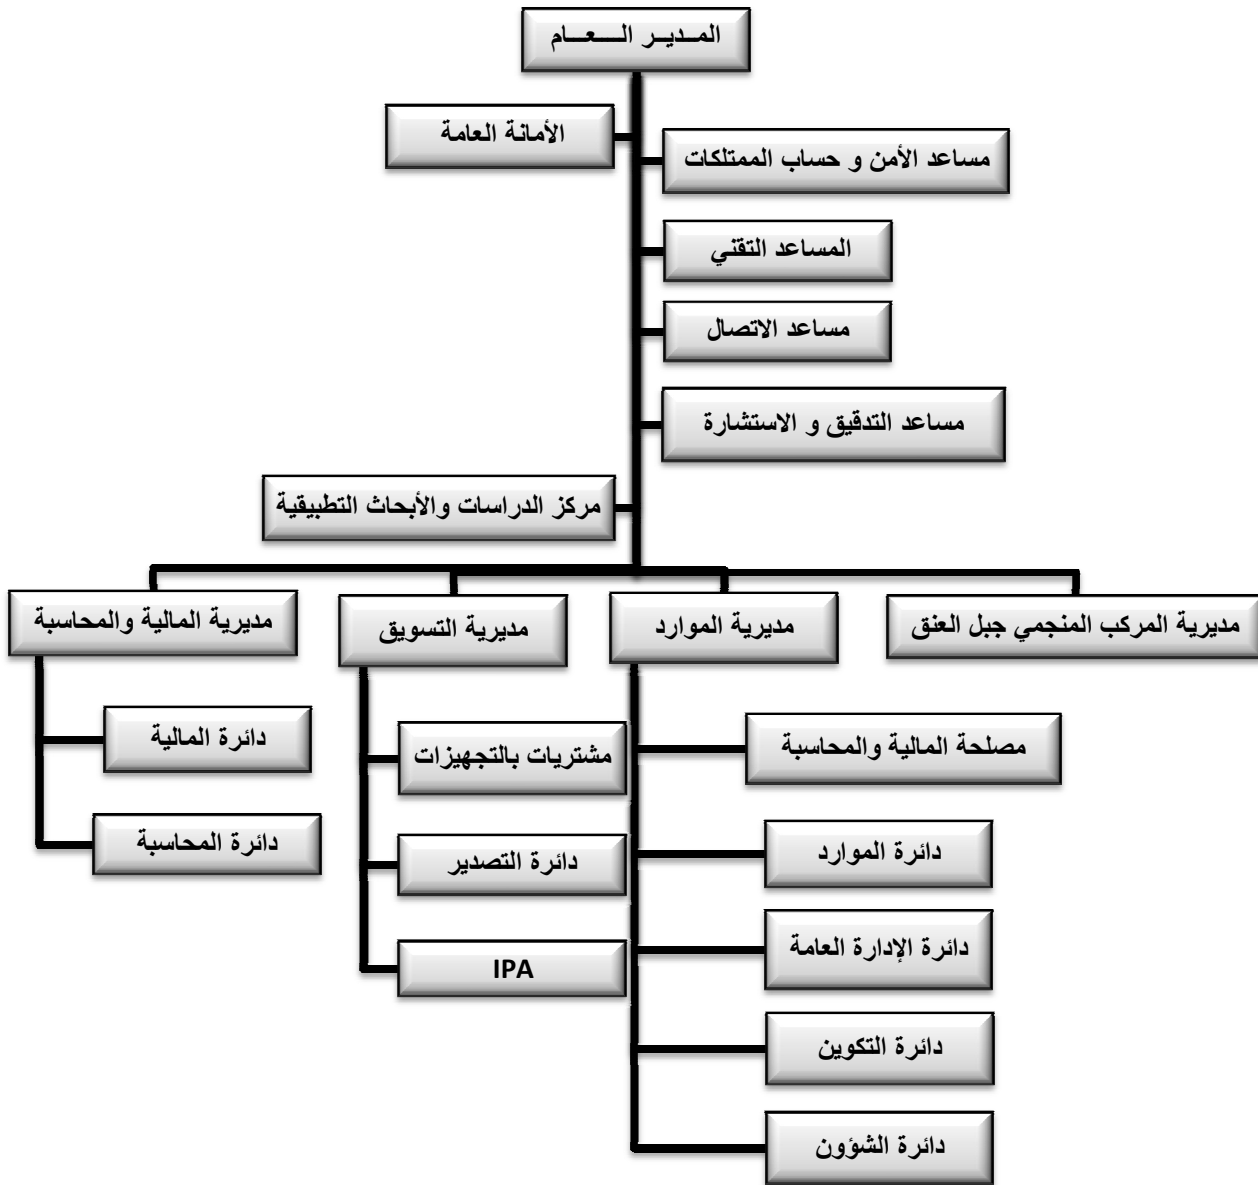 المــديــر الــــعــــام
الأمانة العامة
مساعد الأمن و حساب الممتلكات
المساعد التقني
مساعد الاتصال
مساعد التدقيق و الاستشارة
مركز الدراسات والأبحاث التطبيقية
مديرية المركب المنجمي جبل العنق
مديرية الموارد
مديرية التسويق
مديرية المالية والمحاسبة
مصلحة المالية والمحاسبة
دائرة الموارد
دائرة الإدارة العامة
دائرة التكوين
دائرة الشؤون
مشتريات بالتجهيزات
دائرة التصدير
IPA
دائرة المالية
دائرة المحاسبة